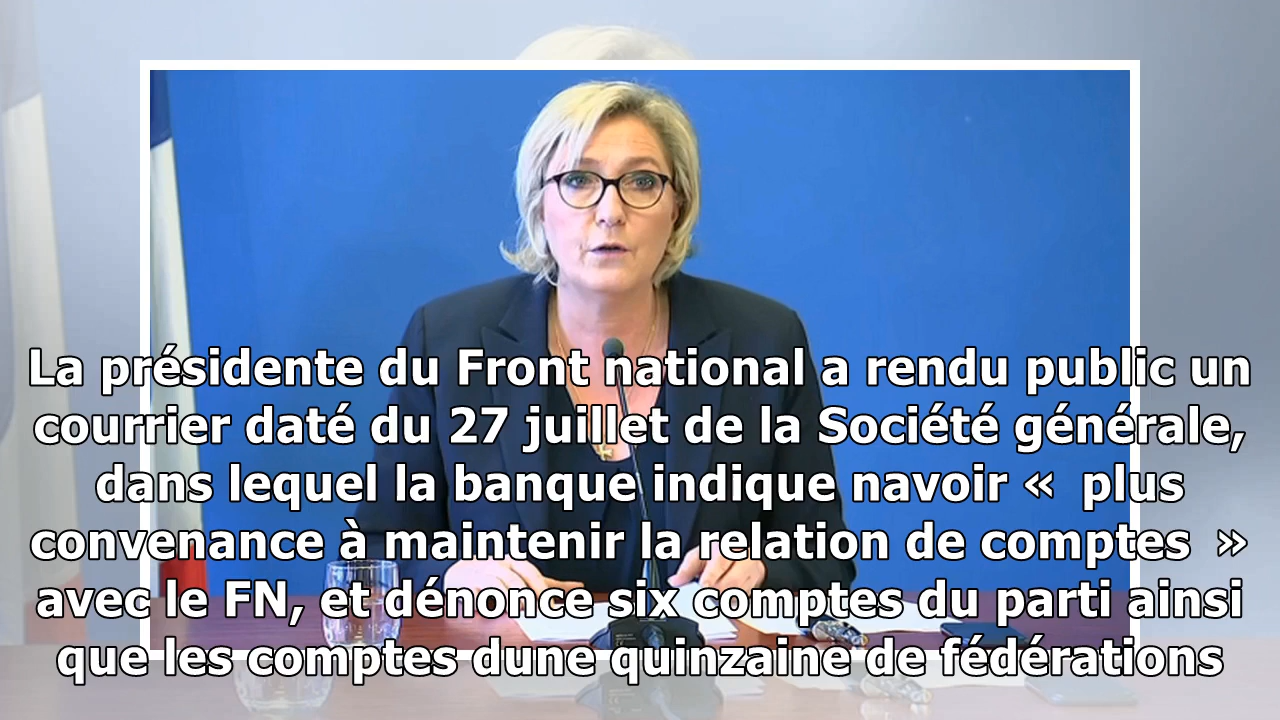 La présidente du Front national a rendu public un
courrier daté du 27 juillet de la Société générale,
dans lequel la banque indique navoir «  plus
convenance à maintenir la relation de comptes  »
avec le FN, et dénonce six comptes du parti ainsi
que les comptes dune quinzaine de fédérations